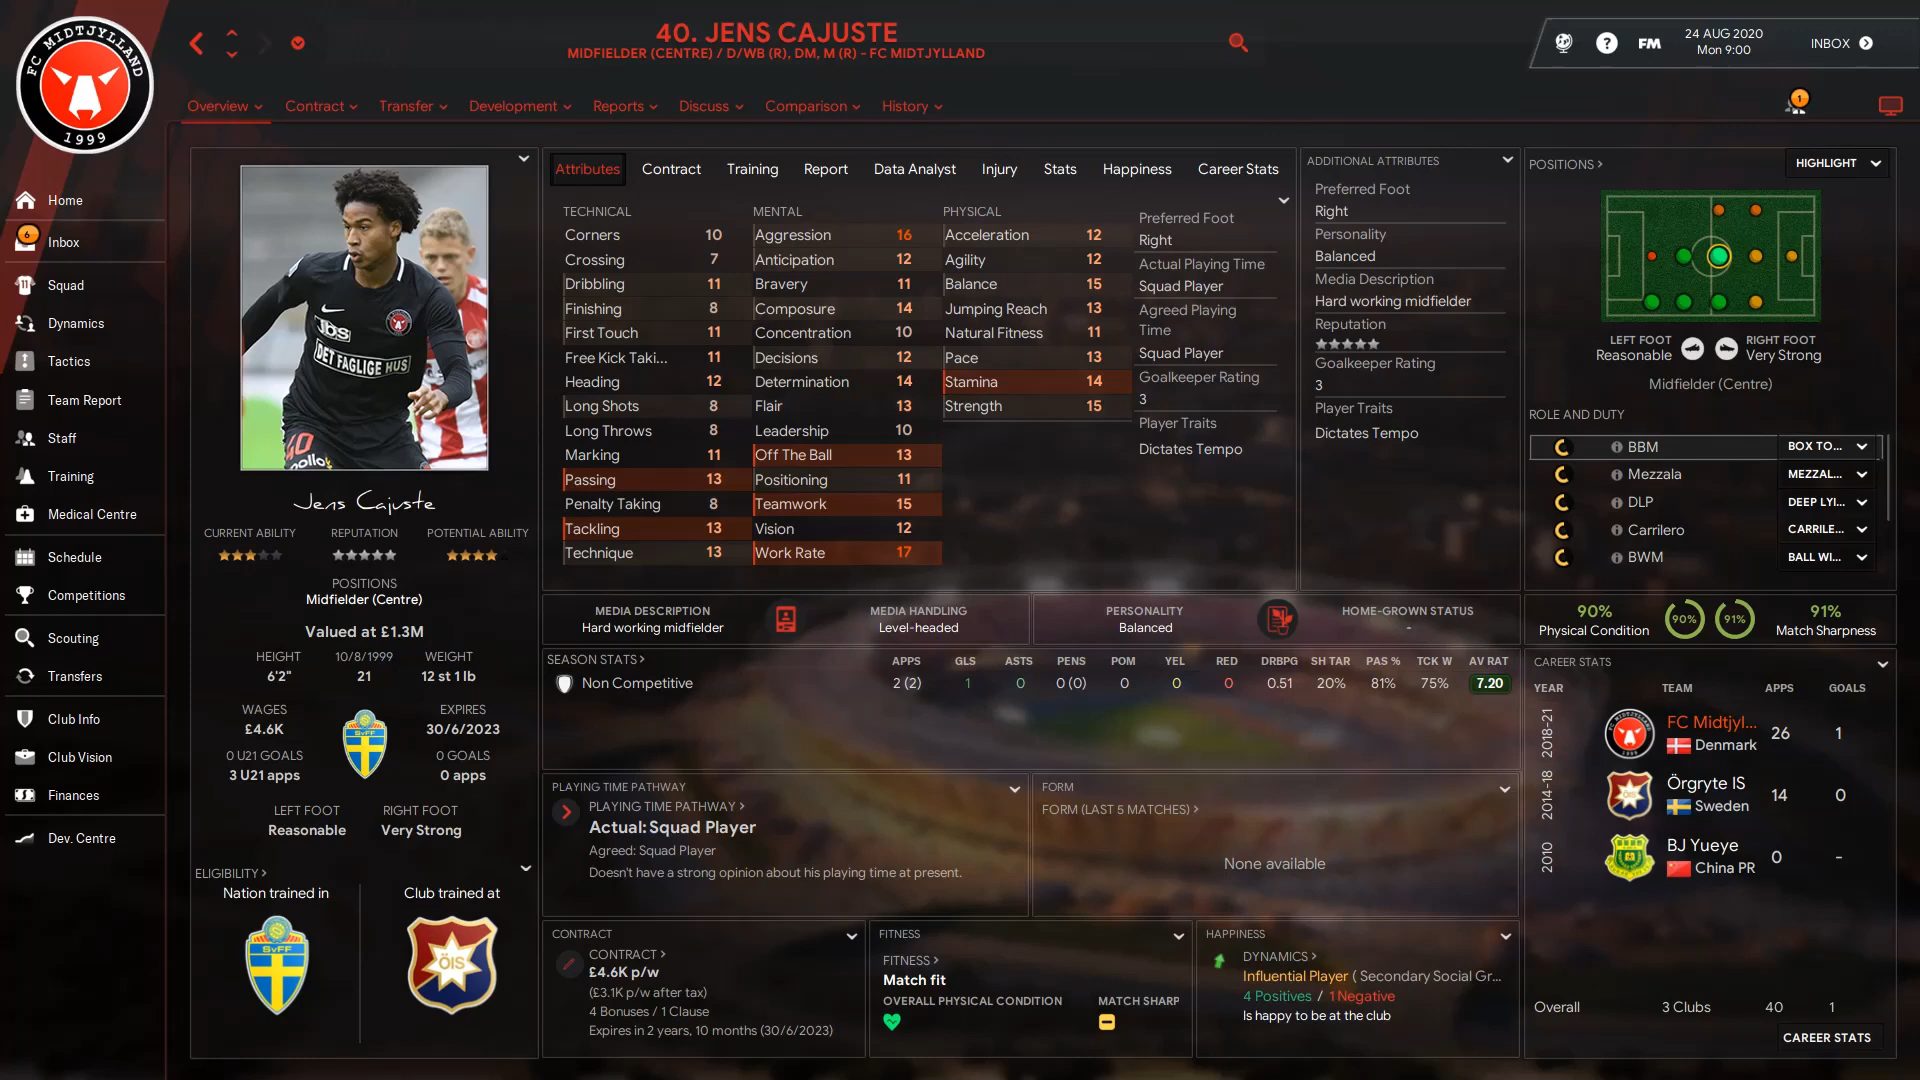 FC MIDTJYLLAND
1999
40. JENS CAJUSTE
MIDFIELDER (CENTRE) / D/WB (R), DM, M (R) - FC MIDTJYLLAND
?
FM
24 AUG 2020
Mon 9:00
INBOX
Overview
Contract
Transfer
Development
Reports
Discuss
Comparison
History
1
Home
6
Inbox
Squad
Dynamics
Tactics
Team Report
Staff
Training
Medical Centre
Schedule
Competitions
Scouting
Transfers
Club Info
Club Vision
Finances
Dev. Centre
JBS
DET FAGLIGE HUS
40
Jens Cajuste
CURRENT ABILITY
REPUTATION
POTENTIAL ABILITY
POSITIONS
Midfielder (Centre)
Valued at £1.3M
HEIGHT 10/8/1999 WEIGHT
6'2" 21 12 st 1 lb
WAGES EXPIRES
£4.6K 30/6/2023
0 U21 GOALS 0 GOALS
3 U21 apps 0 apps
SvFF
LEFT FOOT RIGHT FOOT
Reasonable Very Strong
ELIGIBILITY >
Nation trained in Club trained at
SvFF
ÖIS
Attributes Contract Training Report Data Analyst Injury Stats Happiness Career Stats
TECHNICAL
Corners 10
Crossing 7
Dribbling 11
Finishing 8
First Touch 11
Free Kick Taki... 11
Heading 12
Long Shots 8
Long Throws 8
Marking 11
Passing 13
Penalty Taking 8
Tackling 13
Technique 13
MENTAL
Aggression 16
Anticipation 12
Bravery 11
Composure 14
Concentration 10
Decisions 12
Determination 14
Flair 13
Leadership 10
Off The Ball 13
Positioning 11
Teamwork 15
Vision 12
Work Rate 17
PHYSICAL
Acceleration 12
Agility 12
Balance 15
Jumping Reach 13
Natural Fitness 11
Pace 13
Stamina 14
Strength 15
Preferred Foot
Right
Actual Playing Time
Squad Player
Agreed Playing
Time
Squad Player
Goalkeeper Rating
3
Player Traits
Dictates Tempo
ADDITIONAL ATTRIBUTES
Preferred Foot
Right
Personality
Balanced
Media Description
Hard working midfielder
Reputation
Goalkeeper Rating
3
Player Traits
Dictates Tempo
POSITIONS >
HIGHLIGHT
LEFT FOOT RIGHT FOOT
Reasonable Very Strong
Midfielder (Centre)
ROLE AND DUTY
BBM BOX TO...
Mezzala MEZZAL...
DLP DEEP LYI...
Carrilero CARRILE...
BWM BALL WI...
MEDIA DESCRIPTION
Hard working midfielder
MEDIA HANDLING
Level-headed
PERSONALITY
Balanced
HOME-GROWN STATUS
-
90%
Physical Condition
90%
91%
91%
Match Sharpness
SEASON STATS > APPS GLS ASTS PENS POM YEL RED DRBPG SH TAR PAS % TCK W AV RAT
Non Competitive 2 (2) 1 0 0 (0) 0 0 0 0.51 20% 81% 75% 7.20
PLAYING TIME PATHWAY
PLAYING TIME PATHWAY >
Actual: Squad Player
Agreed: Squad Player
Doesn't have a strong opinion about his playing time at present.
FORM
FORM (LAST 5 MATCHES) >
None available
CAREER STATS
YEAR TEAM APPS GOALS
2018-21 FC Midtjyl... 26 1
Denmark
2014-18 Örgryte IS 14 0
Sweden
2010 BJ Yueye 0 -
China PR
Overall 3 Clubs 40 1
CAREER STATS
CONTRACT
CONTRACT >
£4.6K p/w
(£3.1K p/w after tax)
4 Bonuses / 1 Clause
Expires in 2 years, 10 months (30/6/2023)
FITNESS
FITNESS >
Match fit
OVERALL PHYSICAL CONDITION MATCH SHARP
HAPPINESS
DYNAMICS >
Influential Player ( Secondary Social Gr...
4 Positives / 1 Negative
Is happy to be at the club